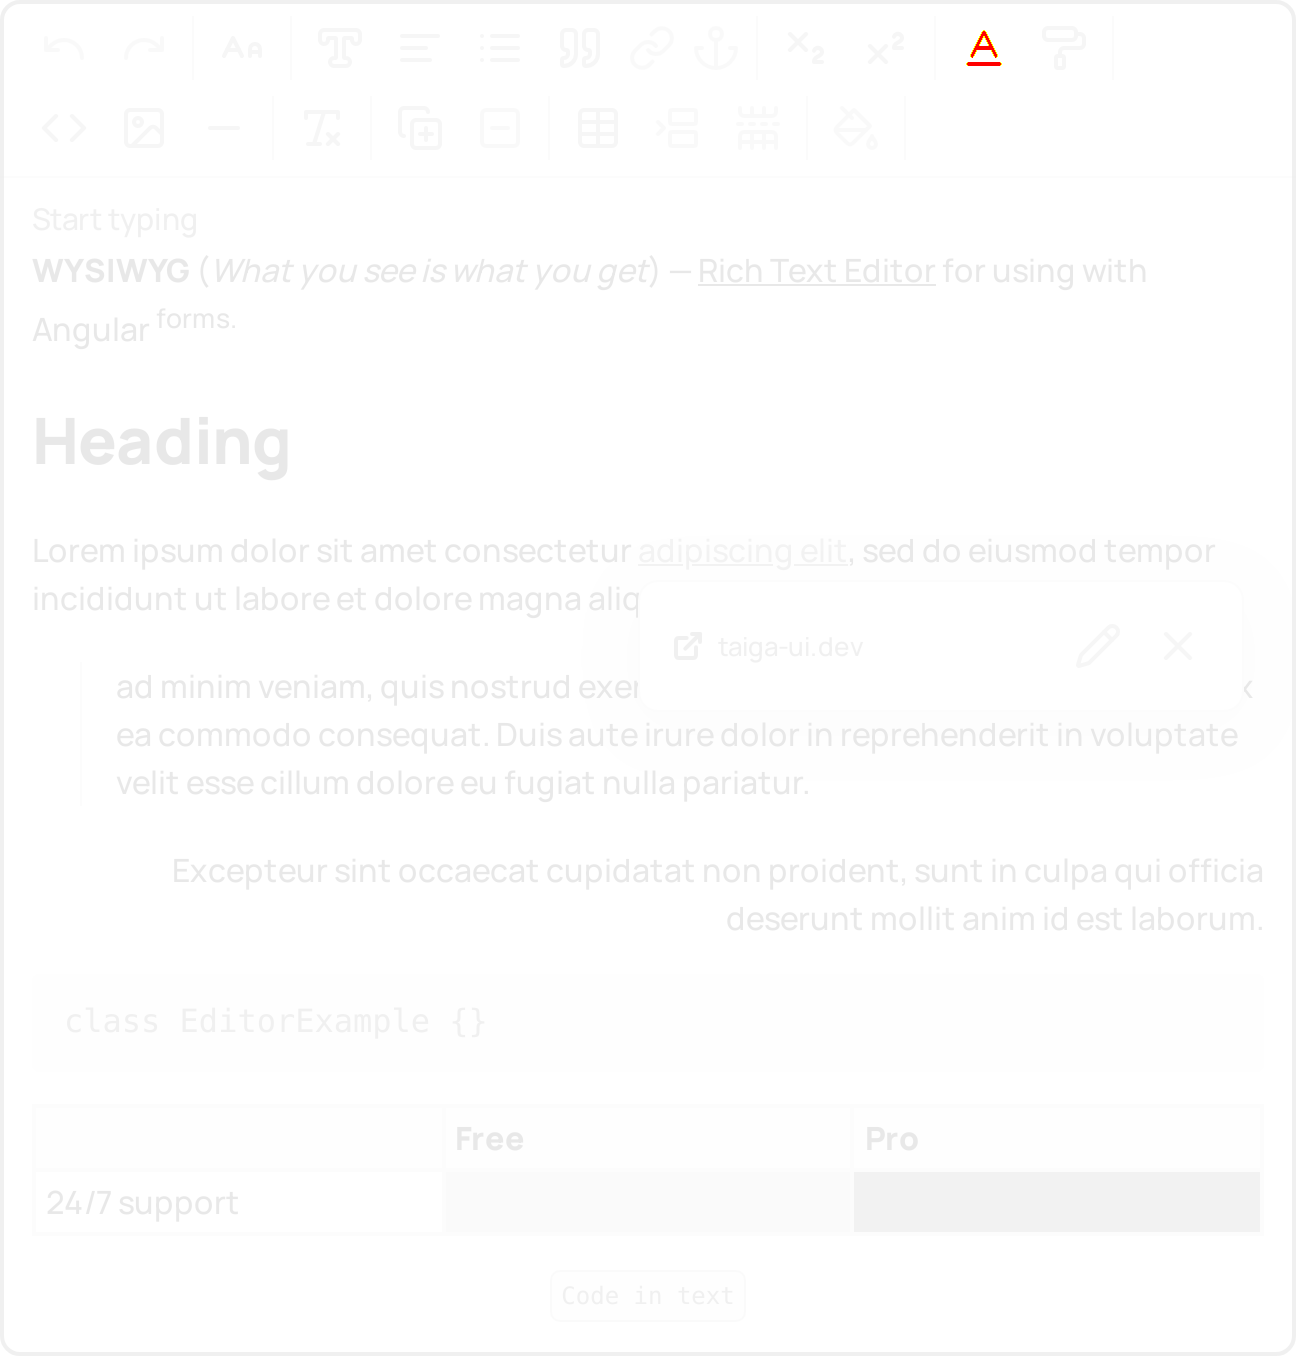 Start typing
WYSIWYG (What you see is what you get) — Rich Text Editor for using with
Angular forms.
Heading
Lorem ipsum dolor sit amet consectetur adipiscing elit, sed do eiusmod tempor
incididunt ut labore et dolore magna
taiga-ui.dev
ad minim veniam, quis nostrud
ea commodo consequat. Duis aute irure dolor in reprehenderit in voluptate
velit esse cillum dolore eu fugiat nulla pariatur.
Excepteur sint occaecat cupidatat non proident, sunt in culpa qui officia
deserunt mollit anim id est laborum.
class EditorExample {}
Free Pro
24/7 support
Code in text